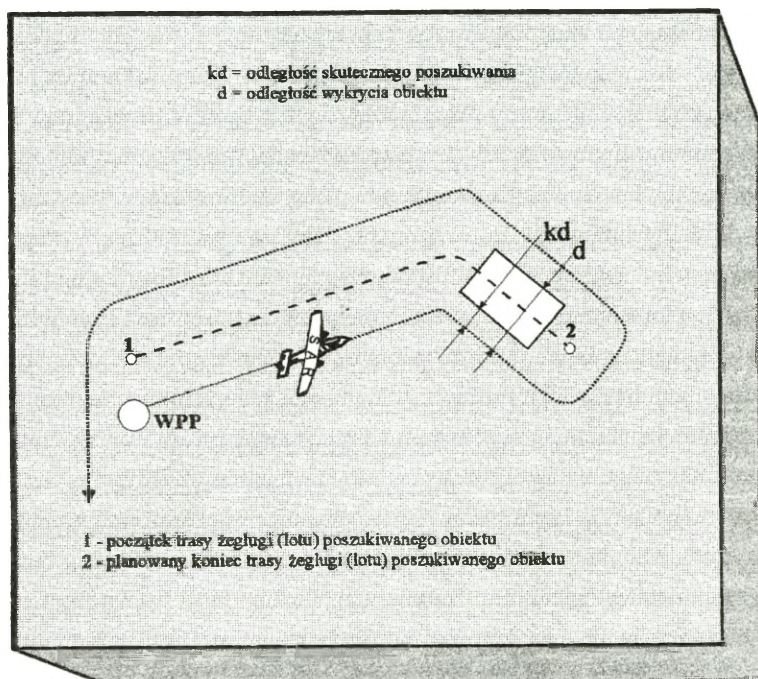 kd = odległość skutecznego poszukiwania
d = odległość wykrycia obiektu
kd
d
1
2
SAR
WPP
1 - początek trasy żeglugi (lotu) poszukiwanego obiektu
2 - planowany koniec trasy żeglugi (lotu) poszukiwanego obiektu